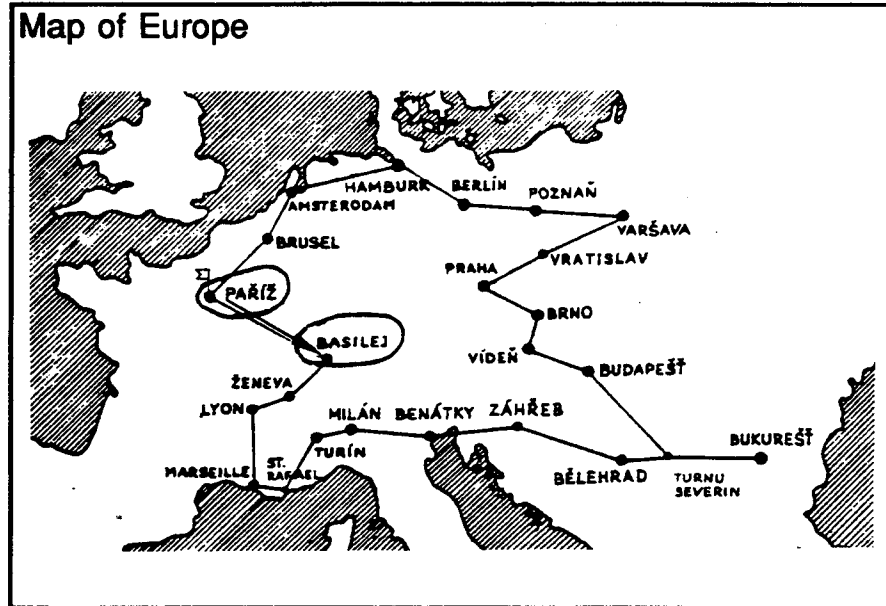 Map of Europe
HAMBURK
BERLÍN
POZNAŇ
AMSTERODAM
VARŠAVA
BRUSEL
VRATISLAV
PRAHA
PAŘÍŽ
BRNO
BASILEJ
VÍDEŇ
BUDAPEŠŤ
ŽENEVA
LYON
MILÁN
BENÁTKY
ZÁHŘEB
BUKUREŠŤ
TURÍN
MARSEILLE
ST.
RAFAEL
BĚLEHRAD
TURNU
SEVERIN